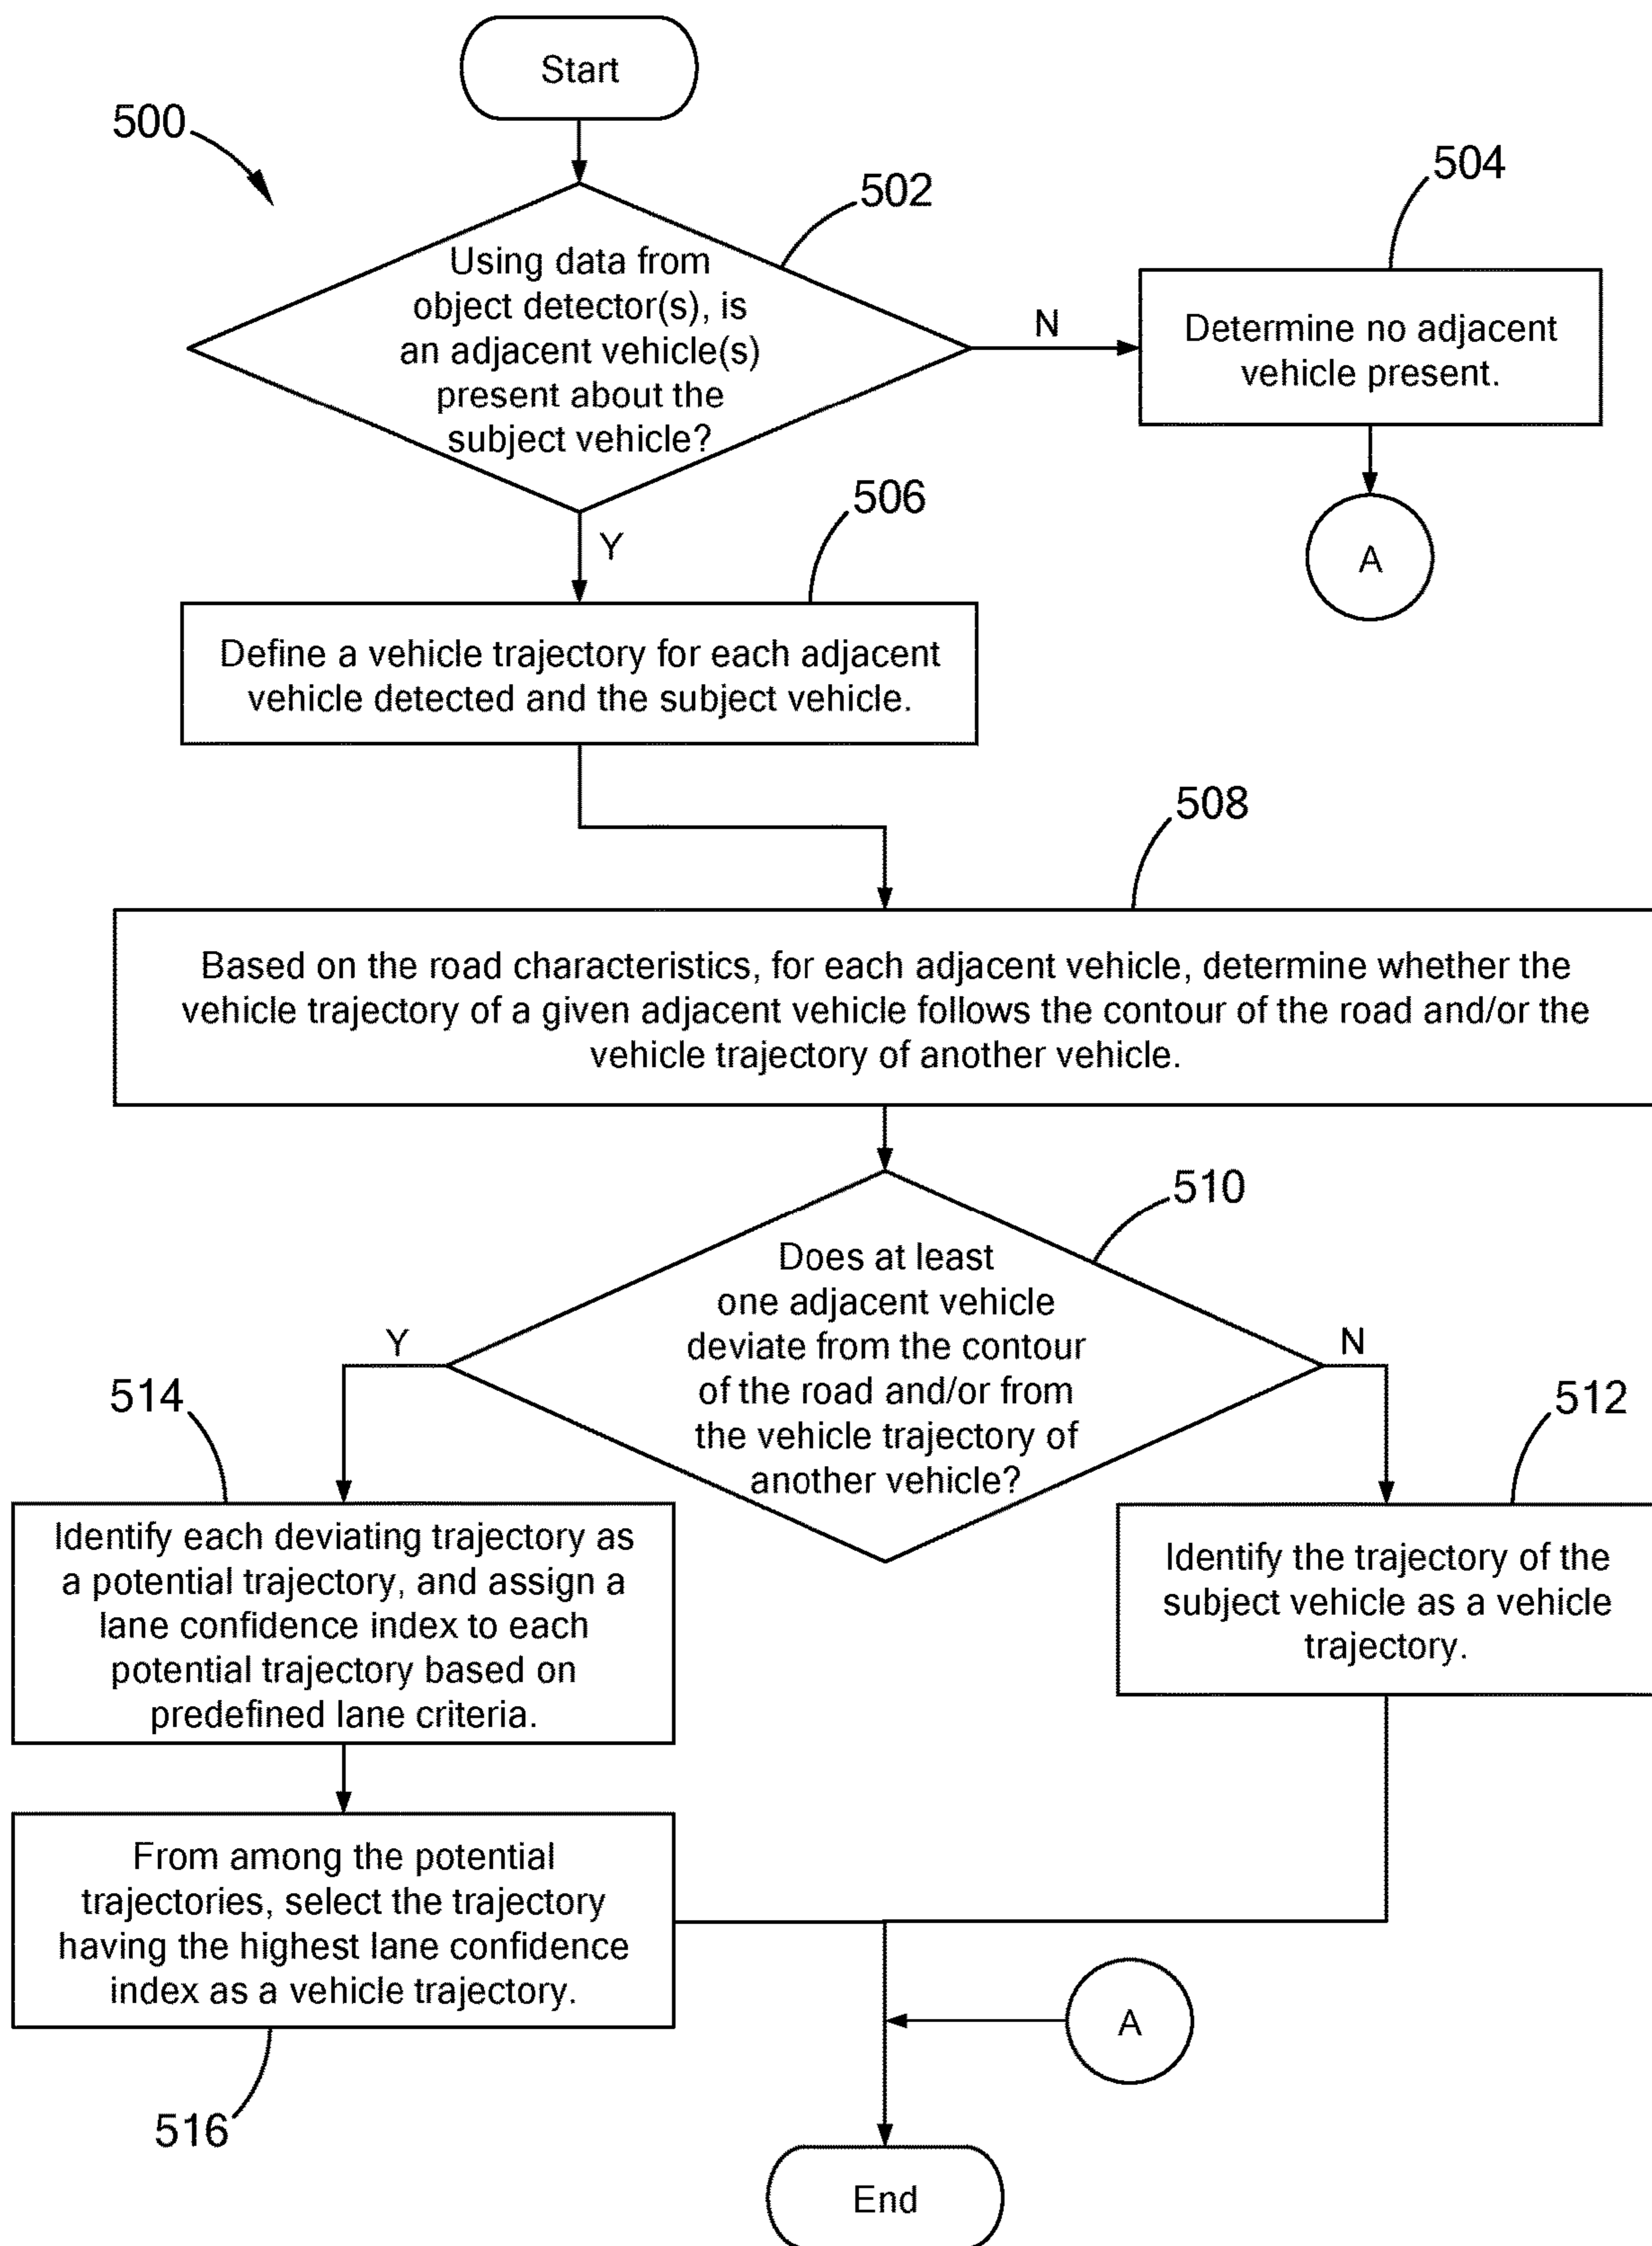 Start
500
502
504
Using data from
object detector(s), is
an adjacent vehicle(s)
present about the
subject vehicle?
N
Determine no adjacent
vehicle present.
Y
506
A
Define a vehicle trajectory for each adjacent
vehicle detected and the subject vehicle.
508
Based on the road characteristics, for each adjacent vehicle, determine whether the
vehicle trajectory of a given adjacent vehicle follows the contour of the road and/or the
vehicle trajectory of another vehicle.
510
Does at least
one adjacent vehicle
deviate from the contour
of the road and/or from
the vehicle trajectory of
another vehicle?
Y
N
514
512
Identify each deviating trajectory as
a potential trajectory, and assign a
lane confidence index to each
potential trajectory based on
predefined lane criteria.
Identify the trajectory of the
subject vehicle as a vehicle
trajectory.
From among the potential
trajectories, select the trajectory
having the highest lane confidence
index as a vehicle trajectory.
A
516
End